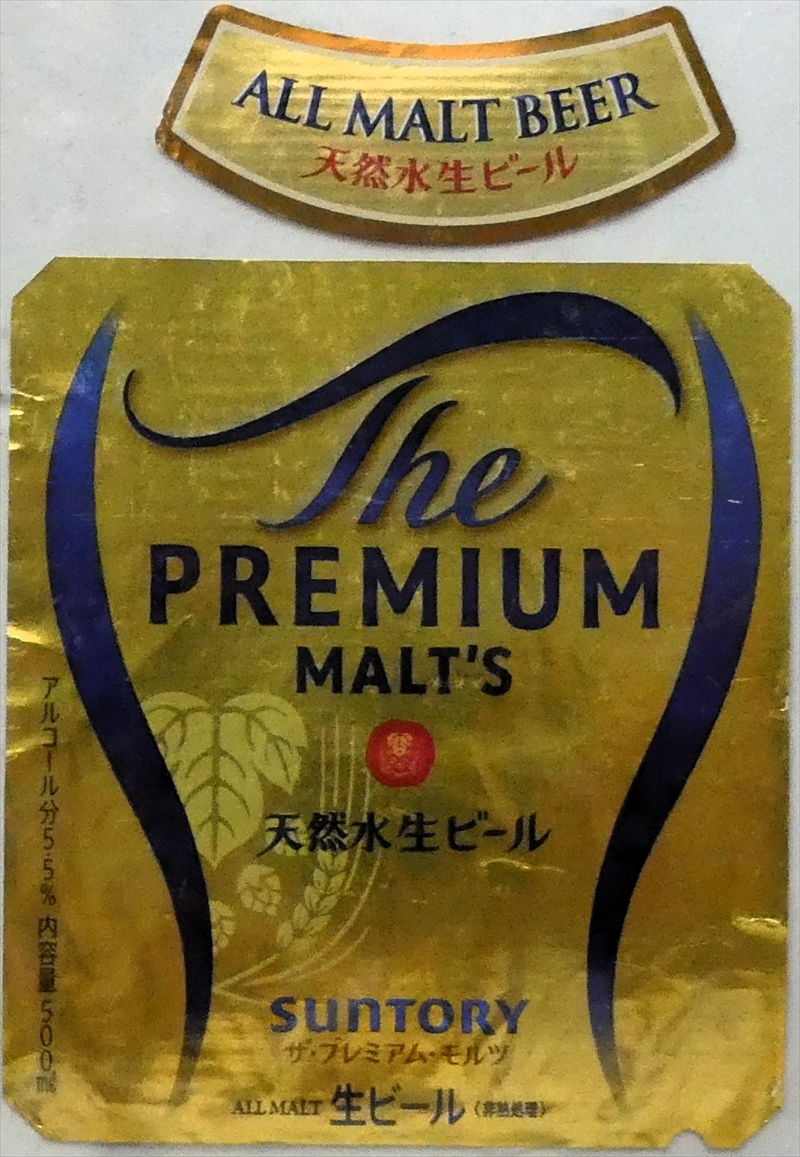 ALL MALT BEER
天然水生ビール
The
PREMIUM
MALT'S
天然水生ビール
アルコール分5.5% 内容量500mℓ
SUNTORY
ザ・プレミアム・モルツ
ALL MALT 生ビール (非熱処理)